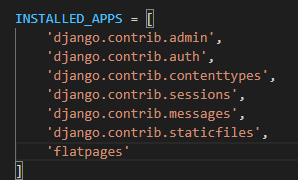 INSTALLED_APPS = [
    'django.contrib.admin',
    'django.contrib.auth',
    'django.contrib.contenttypes',
    'django.contrib.sessions',
    'django.contrib.messages',
    'django.contrib.staticfiles',
    'flatpages'
]